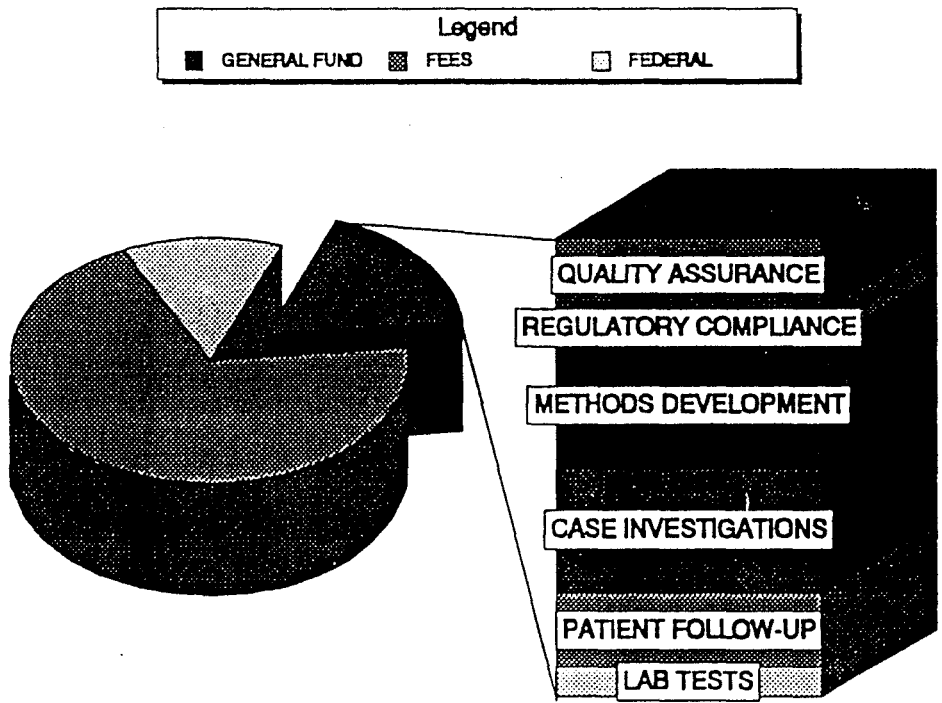 Legend
GENERAL FUND FEES FEDERAL
QUALITY ASSURANCE
REGULATORY COMPLIANCE
METHODS DEVELOPMENT
CASE INVESTIGATIONS
PATIENT FOLLOW-UP
LAB TESTS